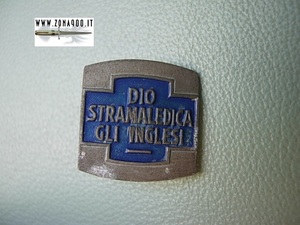 WWW.ZONA900.IT
DIO
STRAMALEDICA
GLI INGLESI